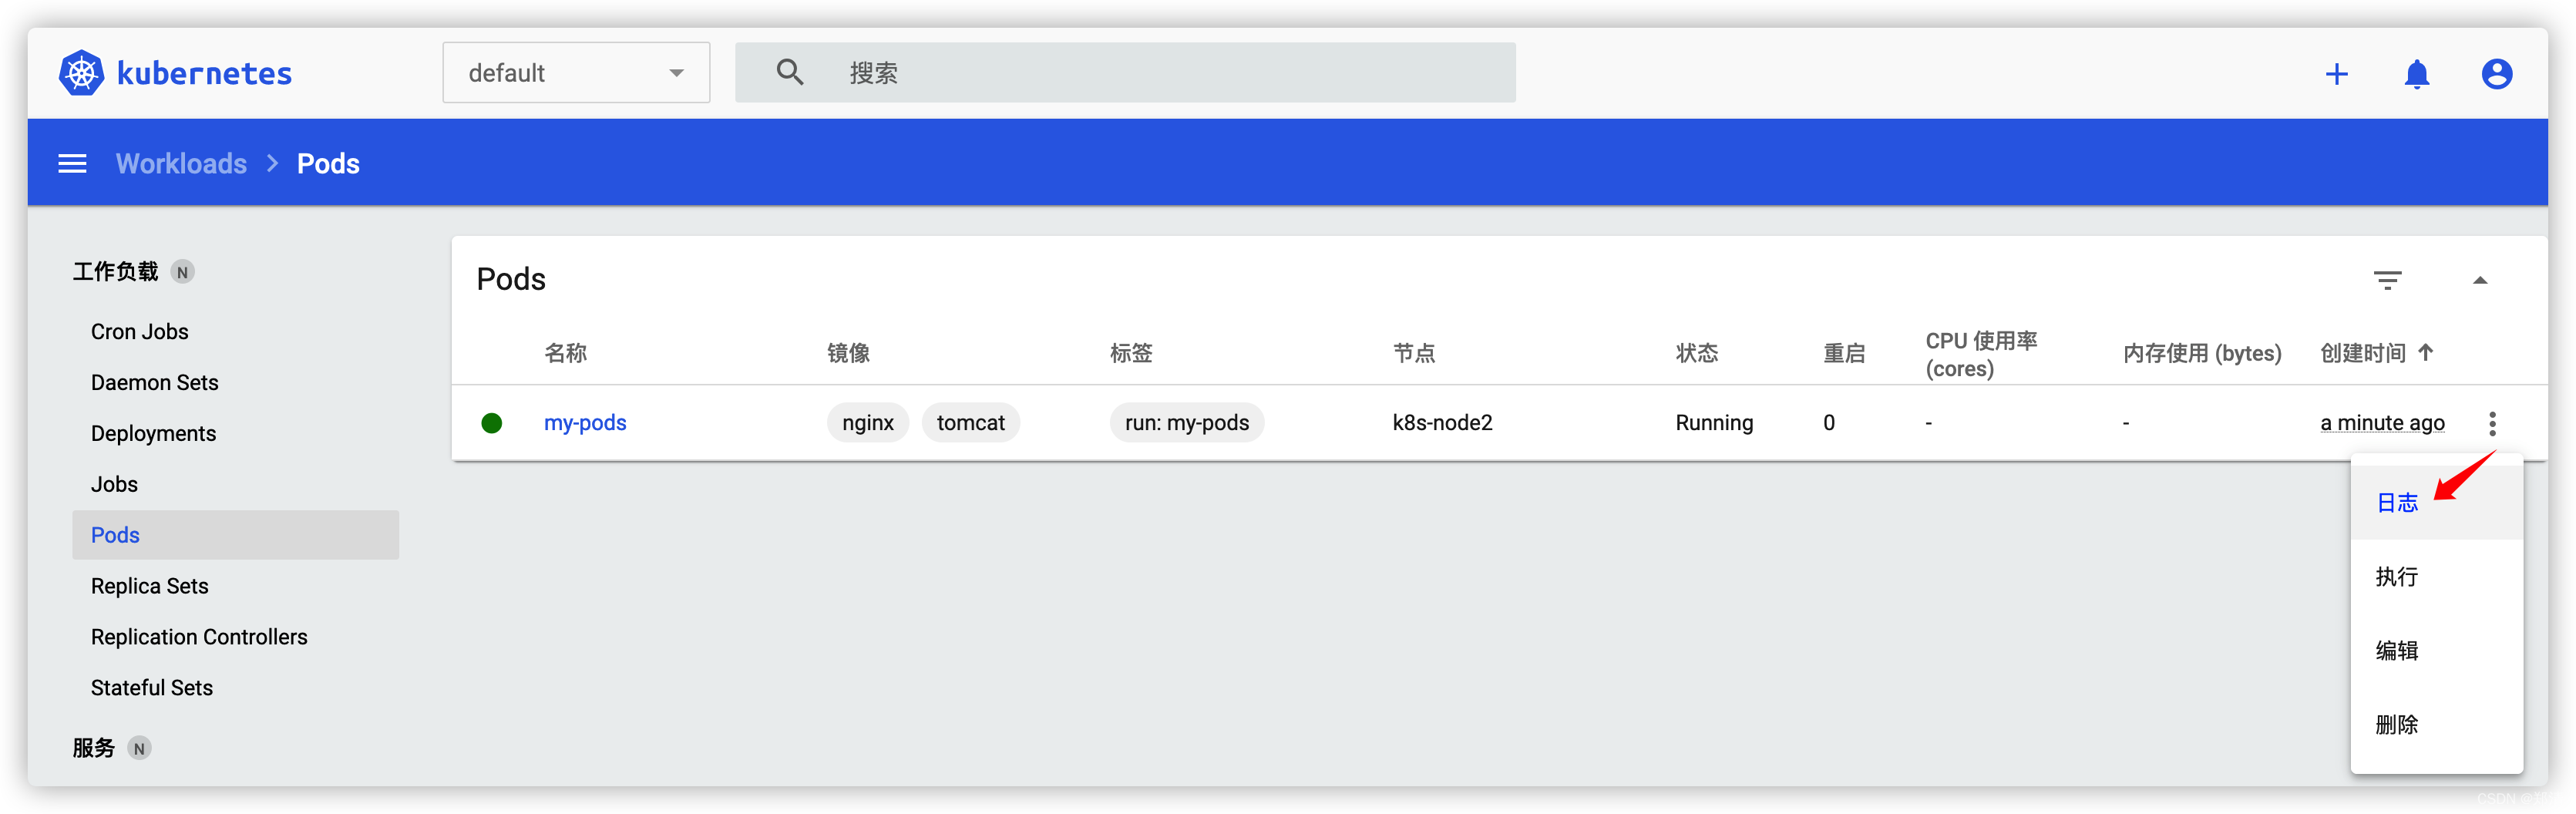 kubernetes
default
搜索
Workloads > Pods
工作负载 N
Cron Jobs
Daemon Sets
Deployments
Jobs
Pods
Replica Sets
Replication Controllers
Stateful Sets
服务 N
Pods
名称 镜像 标签 节点 状态 重启 CPU 使用率 (cores) 内存使用 (bytes) 创建时间
my-pods nginx tomcat run: my-pods k8s-node2 Running 0 - - a minute ago
日志
执行
编辑
删除